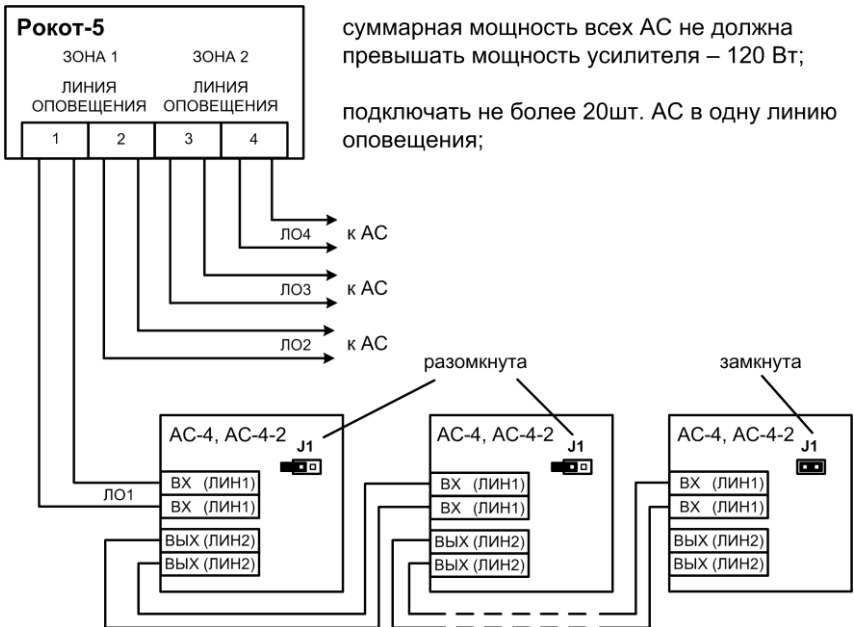 Рокот-5
ЗОНА 1
ЗОНА 2
ЛИНИЯ ОПОВЕЩЕНИЯ
ЛИНИЯ ОПОВЕЩЕНИЯ
1 2 3 4
суммарная мощность всех АС не должна
превышать мощность усилителя – 120 Вт;
подключать не более 20шт. АС в одну линию
оповещения;
ЛО4 к АС
ЛО3 к АС
ЛО2 к АС
разомкнута
замкнута
АС-4, АС-4-2 J1
ВХ (ЛИН1)
ВХ (ЛИН1)
ВЫХ (ЛИН2)
ВЫХ (ЛИН2)
ЛО1
АС-4, АС-4-2 J1
ВХ (ЛИН1)
ВХ (ЛИН1)
ВЫХ (ЛИН2)
ВЫХ (ЛИН2)
АС-4, АС-4-2 J1
ВХ (ЛИН1)
ВХ (ЛИН1)
ВЫХ (ЛИН2)
ВЫХ (ЛИН2)